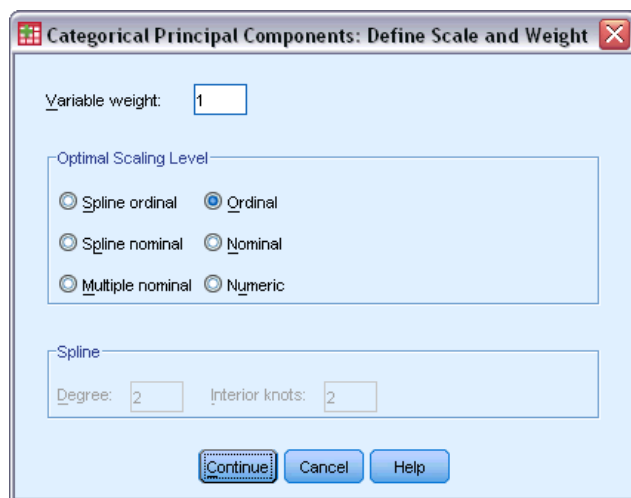 Categorical Principal Components: Define Scale and Weight
Variable weight: 1
Optimal Scaling Level
Spline ordinal Ordinal
Spline nominal Nominal
Multiple nominal Numeric
Spline
Degree: 2 Interior knots: 2
Continue Cancel Help